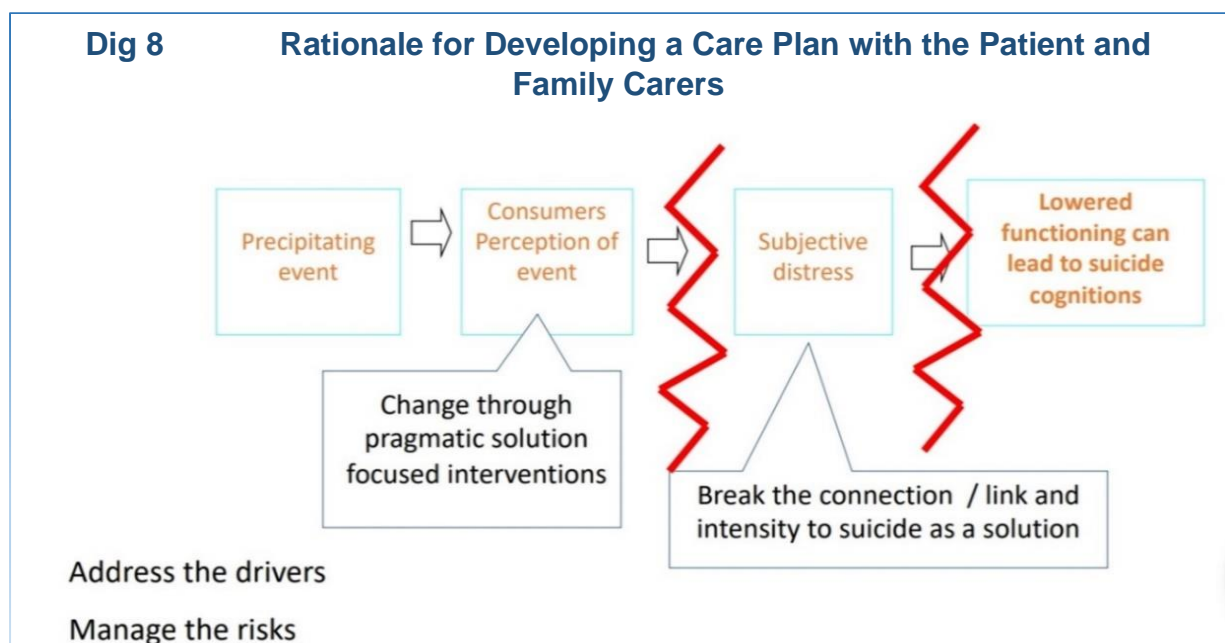 Dig 8 Rationale for Developing a Care Plan with the Patient and
Family Carers
Precipitating
event
Consumers
Perception of
event
Subjective
distress
Lowered
functioning can
lead to suicide
cognitions
Change through
pragmatic solution
focused interventions
Break the connection / link and
intensity to suicide as a solution
Address the drivers
Manage the risks